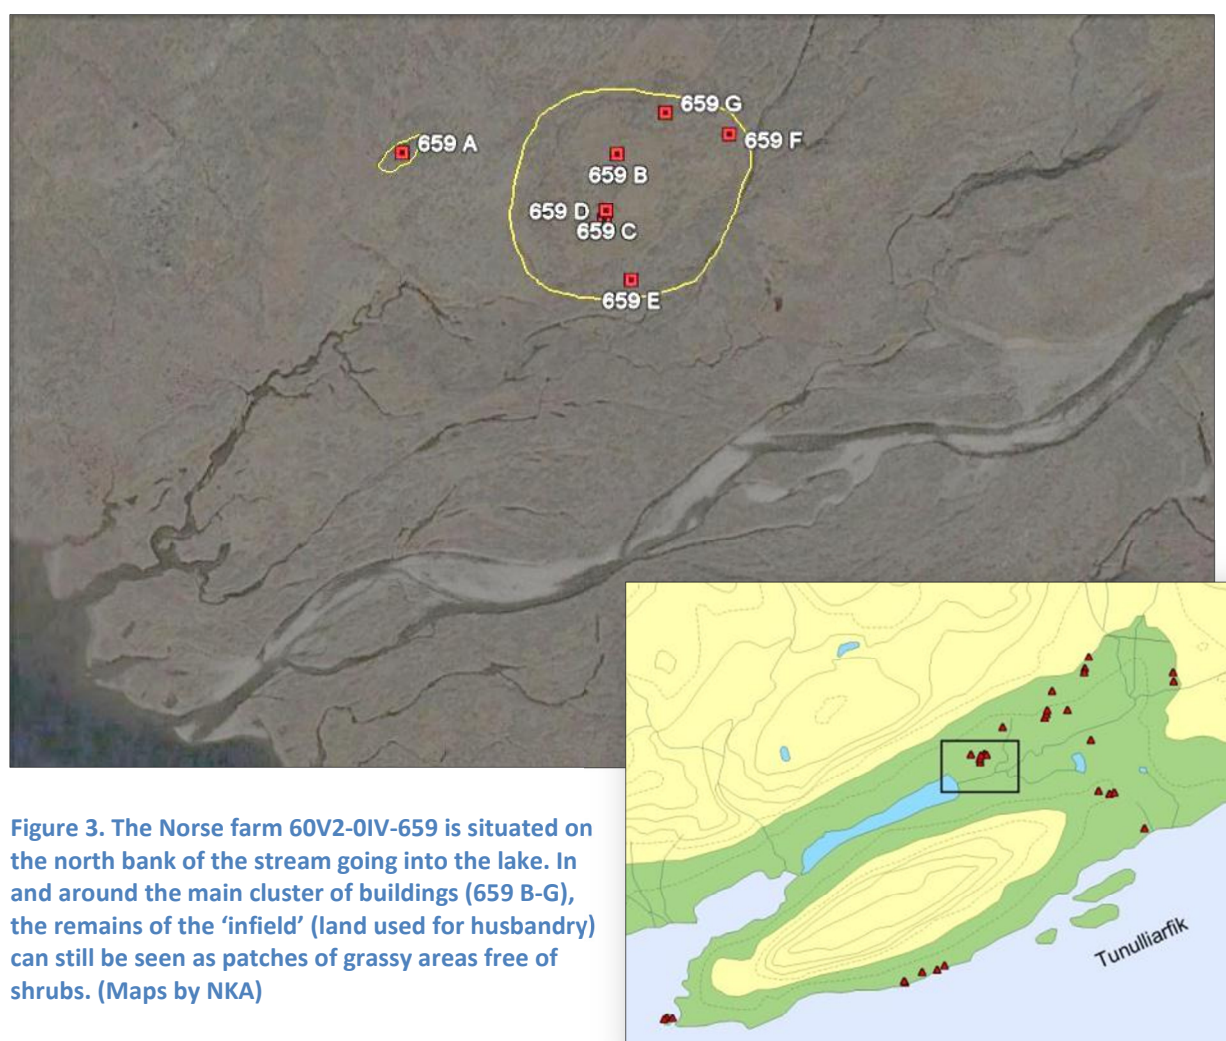 659 G
659 A
659 F
659 B
659 D
659 C
659 E
Figure 3. The Norse farm 60V2-0IV-659 is situated on
the north bank of the stream going into the lake. In
and around the main cluster of buildings (659 B-G),
the remains of the ‘infield’ (land used for husbandry)
can still be seen as patches of grassy areas free of
shrubs. (Maps by NKA)
Tunulliarfik